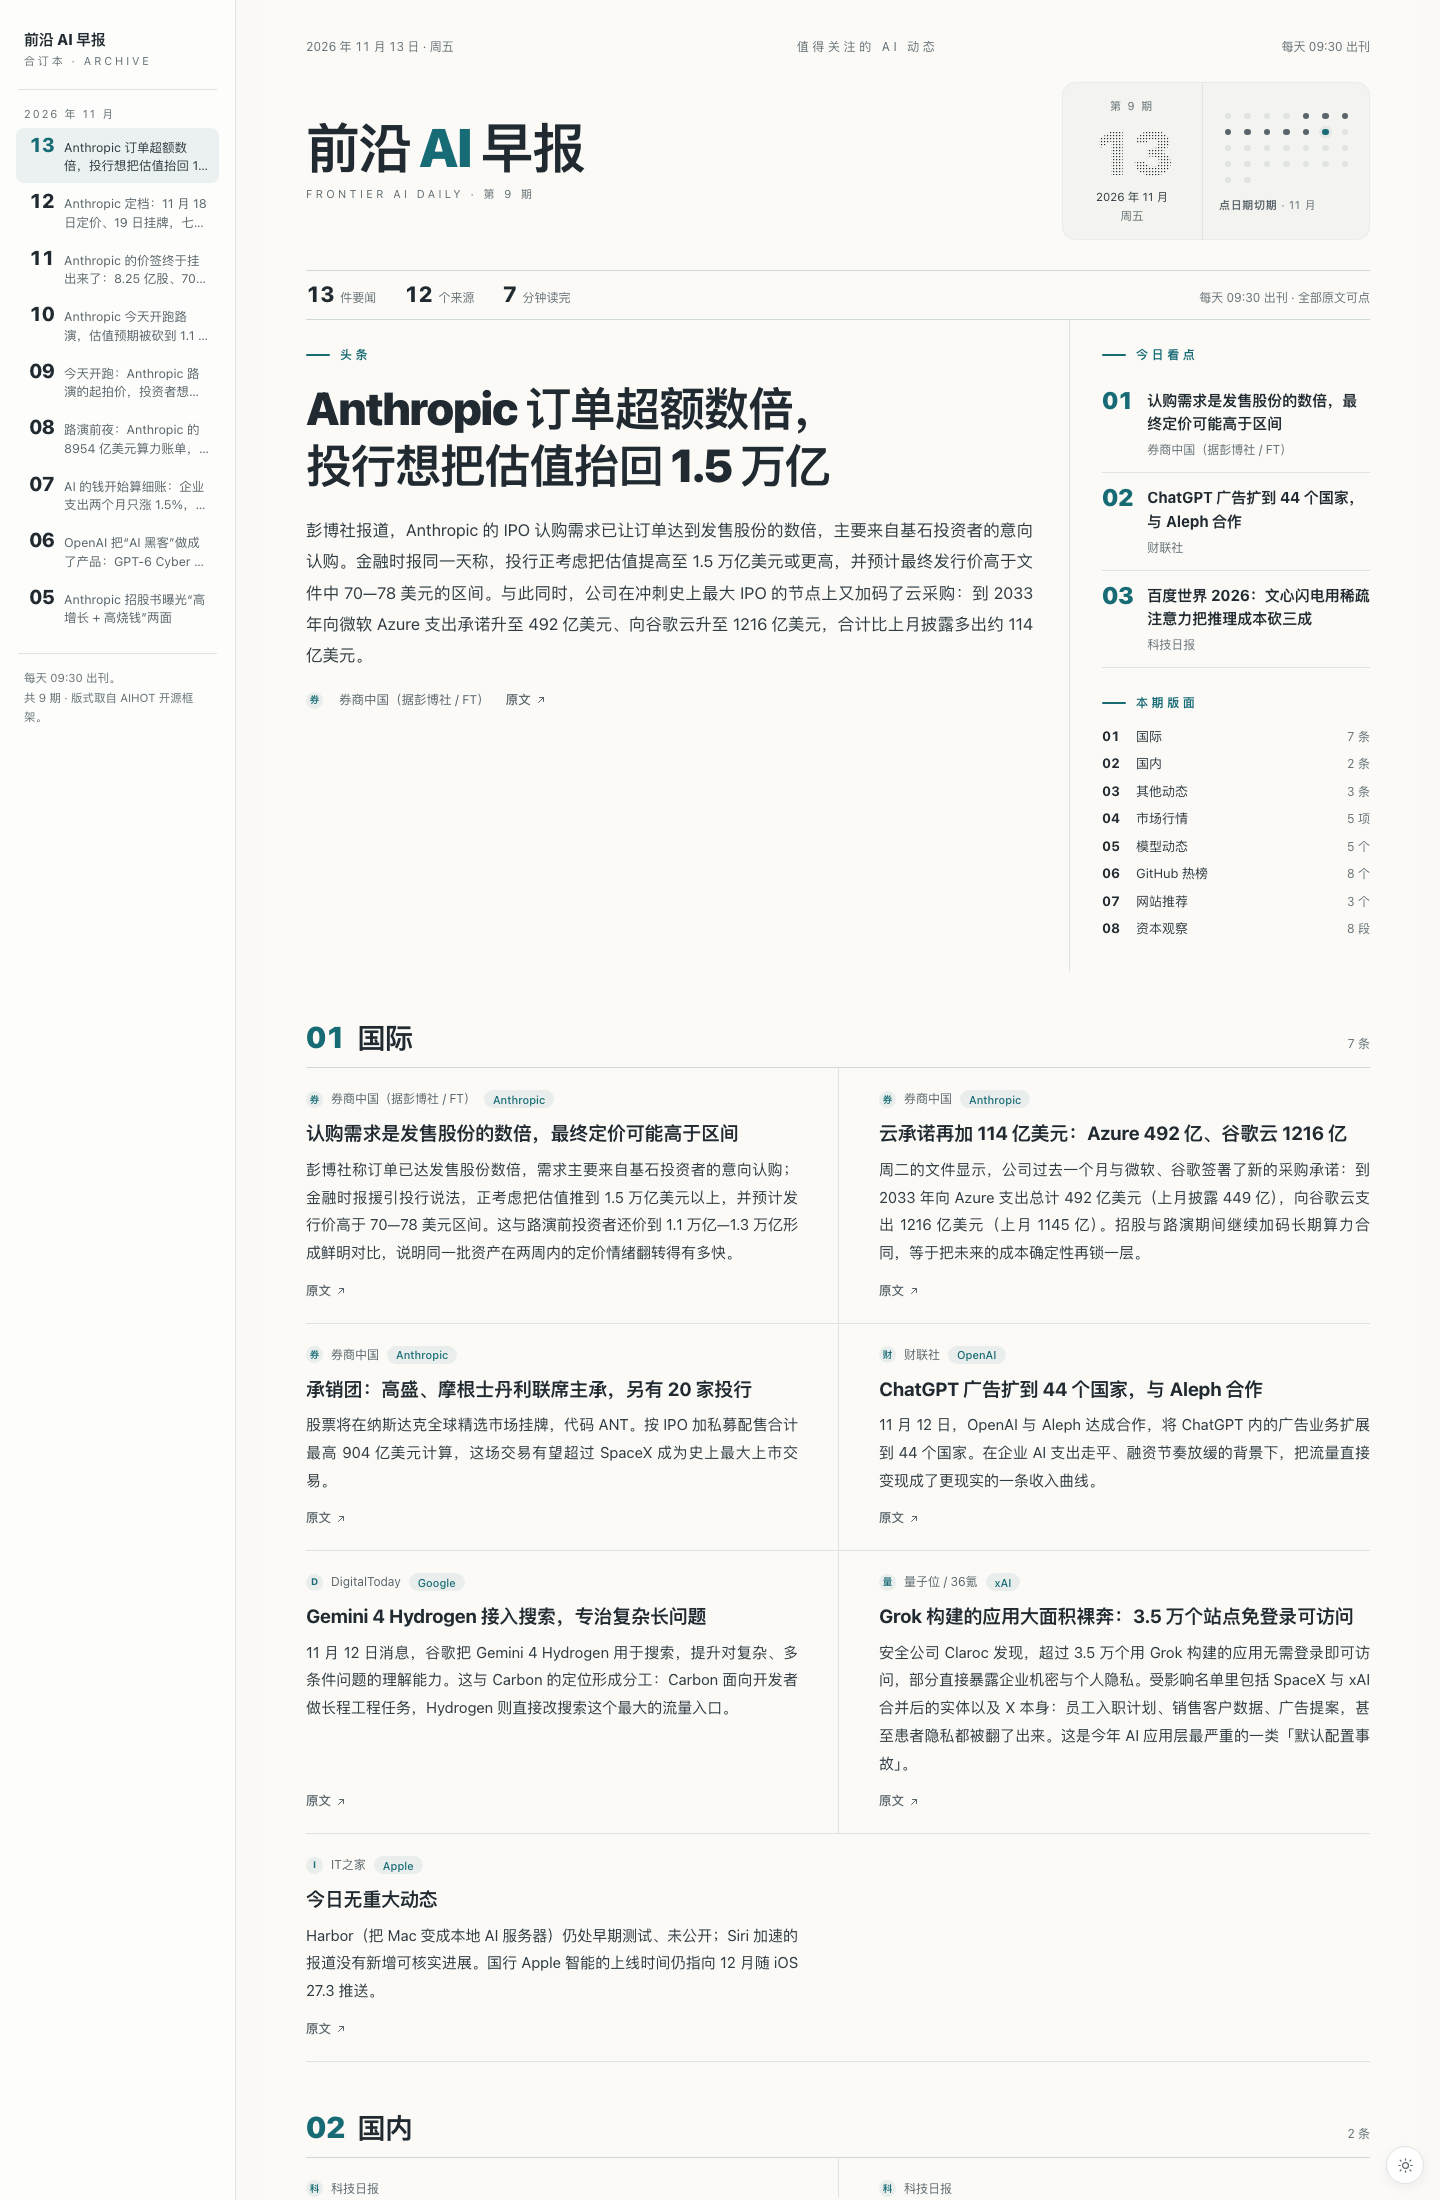 前沿 AI 早报
合订本 · ARCHIVE
2026 年 11 月
13 Anthropic 订单超额数
倍，投行想把估值抬回 1...
12 Anthropic 定档：11 月 18
日定价、19 日挂牌，七...
11 Anthropic 的价签终于挂
出来了：8.25 亿股、70...
10 Anthropic 今天开跑路
演，估值预期被砍到 1.1 ...
09 今天开跑：Anthropic 路
演的起拍价，投资者想...
08 路演前夜：Anthropic 的
8954 亿美元算力账单，...
07 AI 的钱开始算细账：企业
支出两个月只涨 1.5%，...
06 OpenAI 把“AI 黑客”做成
了产品：GPT-6 Cyber ...
05 Anthropic 招股书曝光“高
增长 + 高烧钱”两面
每天 09:30 出刊。
共 9 期 · 版式取自 AIHOT 开源框
架。
2026 年 11 月 13 日 · 周五
值得关注的 AI 动态
每天 09:30 出刊
前沿 AI 早报
FRONTIER AI DAILY · 第 9 期
第 9 期
13
2026 年 11 月
周五
点日期切期 · 11 月
13 件要闻 12 个来源 7 分钟读完
每天 09:30 出刊 · 全部原文可点
头条
Anthropic 订单超额数倍，
投行想把估值抬回 1.5 万亿
彭博社报道，Anthropic 的 IPO 认购需求已让订单达到发售股份的数倍，主要来自基石投资者的意向
认购。金融时报同一天称，投行正考虑把估值提高至 1.5 万亿美元或更高，并预计最终发行价高于文
件中 70—78 美元的区间。与此同时，公司在冲刺史上最大 IPO 的节点上又加码了云采购：到 2033
年向微软 Azure 支出承诺升至 492 亿美元、向谷歌云升至 1216 亿美元，合计比上月披露多出约 114
亿美元。
券 券商中国（据彭博社 / FT） 原文 ↗
今日看点
01 认购需求是发售股份的数倍，最
终定价可能高于区间
券商中国（据彭博社 / FT）
02 ChatGPT 广告扩到 44 个国家，
与 Aleph 合作
财联社
03 百度世界 2026：文心闪电用稀疏
注意力把推理成本砍三成
科技日报
本期版面
01 国际 7 条
02 国内 2 条
03 其他动态 3 条
04 市场行情 5 项
05 模型动态 5 个
06 GitHub 热榜 8 个
07 网站推荐 3 个
08 资本观察 8 段
01 国际
7 条
券 券商中国（据彭博社 / FT） Anthropic
认购需求是发售股份的数倍，最终定价可能高于区间
彭博社称订单已达发售股份数倍，需求主要来自基石投资者的意向认购；
金融时报援引投行说法，正考虑把估值推到 1.5 万亿美元以上，并预计发
行价高于 70—78 美元区间。这与路演前投资者还价到 1.1 万亿—1.3 万亿形
成鲜明对比，说明同一批资产在两周内的定价情绪翻转得有多快。
原文 ↗
券 券商中国 Anthropic
云承诺再加 114 亿美元：Azure 492 亿、谷歌云 1216 亿
周二的文件显示，公司过去一个月与微软、谷歌签署了新的采购承诺：到
2033 年向 Azure 支出总计 492 亿美元（上月披露 449 亿），向谷歌云支
出 1216 亿美元（上月 1145 亿）。招股与路演期间继续加码长期算力合
同，等于把未来的成本确定性再锁一层。
原文 ↗
券 券商中国 Anthropic
承销团：高盛、摩根士丹利联席主承，另有 20 家投行
股票将在纳斯达克全球精选市场挂牌，代码 ANT。按 IPO 加私募配售合计
最高 904 亿美元计算，这场交易有望超过 SpaceX 成为史上最大上市交
易。
原文 ↗
财 财联社 OpenAI
ChatGPT 广告扩到 44 个国家，与 Aleph 合作
11 月 12 日，OpenAI 与 Aleph 达成合作，将 ChatGPT 内的广告业务扩展
到 44 个国家。在企业 AI 支出走平、融资节奏放缓的背景下，把流量直接
变现成了更现实的一条收入曲线。
原文 ↗
D DigitalToday Google
Gemini 4 Hydrogen 接入搜索，专治复杂长问题
11 月 12 日消息，谷歌把 Gemini 4 Hydrogen 用于搜索，提升对复杂、多
条件问题的理解能力。这与 Carbon 的定位形成分工：Carbon 面向开发者
做长程工程任务，Hydrogen 则直接改搜索这个最大的流量入口。
原文 ↗
量 量子位 / 36氪 xAI
Grok 构建的应用大面积裸奔：3.5 万个站点免登录可访问
安全公司 Claroc 发现，超过 3.5 万个用 Grok 构建的应用无需登录即可访
问，部分直接暴露企业机密与个人隐私。受影响名单里包括 SpaceX 与 xAI
合并后的实体以及 X 本身：员工入职计划、销售客户数据、广告提案，甚
至患者隐私都被翻了出来。这是今年 AI 应用层最严重的一类「默认配置事
故」。
原文 ↗
I IT之家 Apple
今日无重大动态
Harbor（把 Mac 变成本地 AI 服务器）仍处早期测试、未公开；Siri 加速的
报道没有新增可核实进展。国行 Apple 智能的上线时间仍指向 12 月随 iOS
27.3 推送。
原文 ↗
02 国内
2 条
科 科技日报
科 科技日报